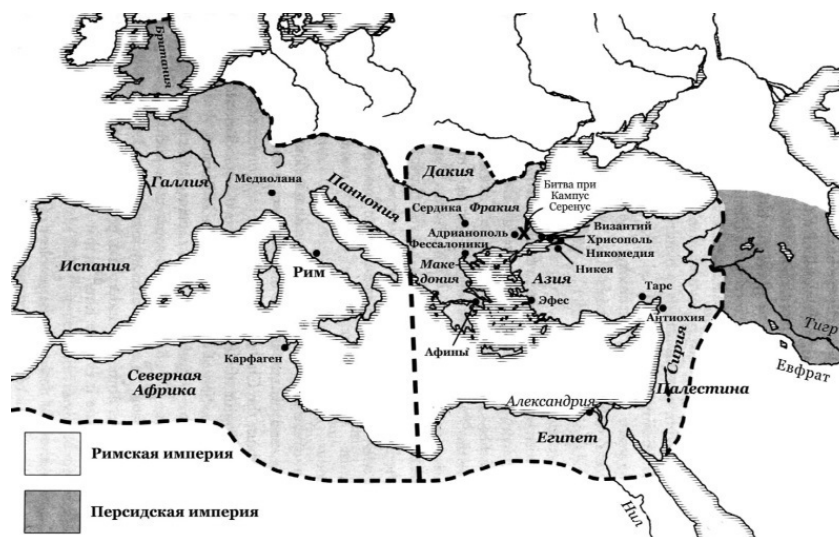 Британия
Галлия
Медиолана
Паннония
Дакия
Сердика
Фракия
Битва при
Кампус
Серенус
Адрианополь
Фессалоники
Византий
Хрисополь
Никомедия
Никея
Испания
Рим
Маке-
дония
Азия
Эфес
Тарс
Антиохия
Тигр
Евфрат
Сирия
Палестина
Афины
Карфаген
Северная
Африка
Александрия
Египет
Нил
Римская империя
Персидская империя